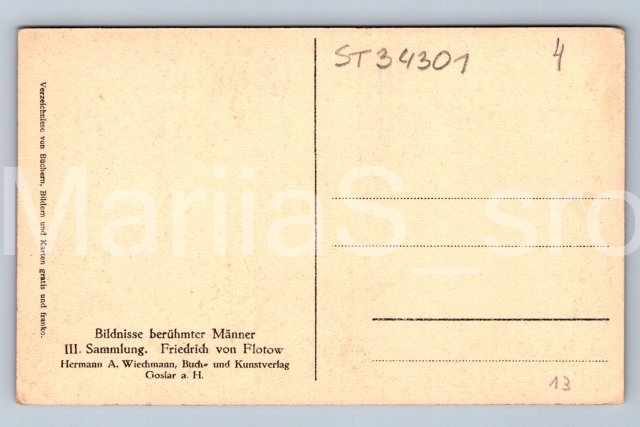 ST34301
4
Verzeichnisse von Büchern, Bildern und Karten gratis und franko.
MariiaS_sro
Bildnisse berühmter Männer
III. Sammlung. Friedrich von Flotow
Hermann A. Wiechmann, Buch- und Kunstverlag
Goslar a. H.
13